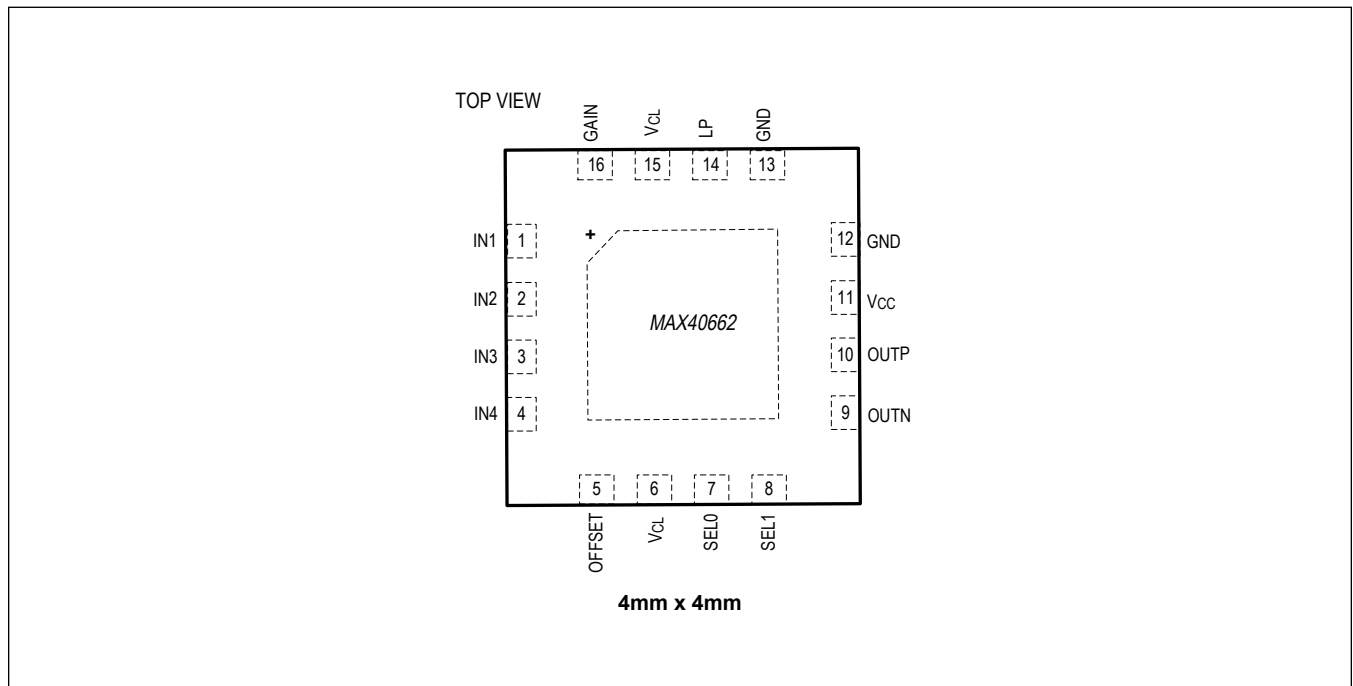 TOP VIEW
GAIN
VCL
LP
GND
16
15
14
13
IN1
1
+
12
GND
IN2
2
11
VCC
MAX40662
IN3
3
10
OUTP
IN4
4
9
OUTN
5
6
7
8
OFFSET
VCL
SEL0
SEL1
4mm x 4mm